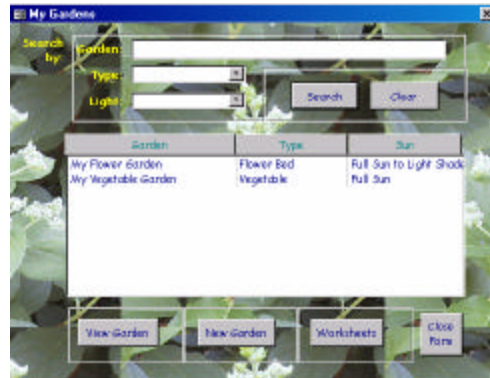 My Gardens
Search by
Garden:
Type:
Light:
Search Clear
Garden Type Sun
My Flower Garden Flower Bed Full Sun to Light Shade
My Vegetable Garden Vegetable Full Sun
View Garden New Garden Worksheets Close Form